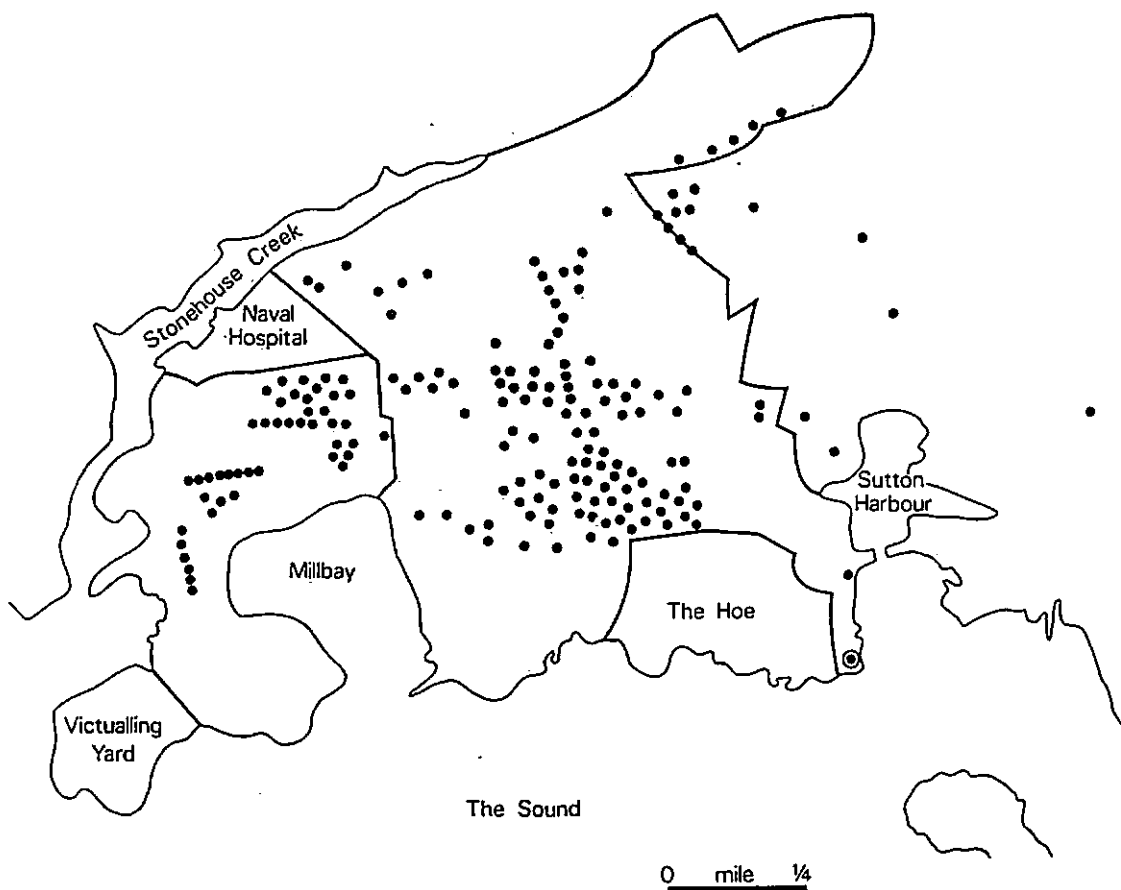 Stonehouse Creek
Naval
Hospital
Sutton
Harbour
Millbay
The Hoe
Victualling
Yard
The Sound
0 mile ¼